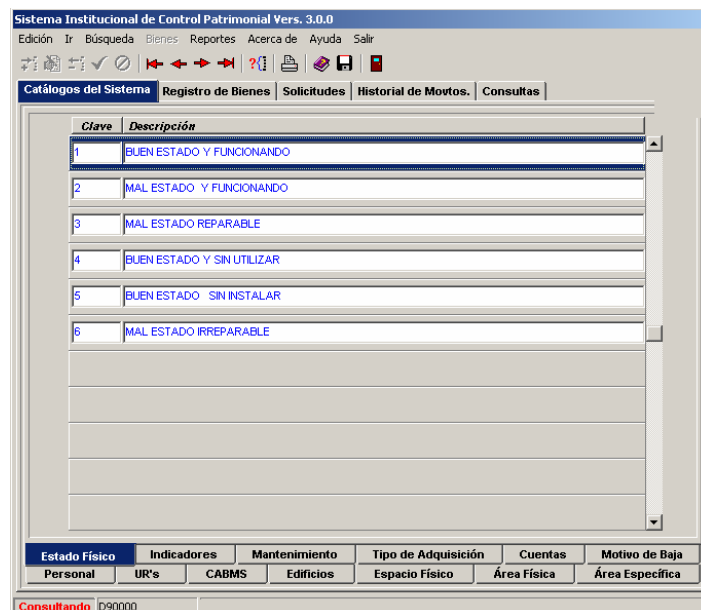 Sistema Institucional de Control Patrimonial Vers. 3.0.0
Edición Ir Búsqueda Bienes Reportes Acerca de Ayuda Salir
Catálogos del Sistema Registro de Bienes Solicitudes Historial de Movtos. Consultas
Clave Descripción
1 BUEN ESTADO Y FUNCIONANDO
2 MAL ESTADO Y FUNCIONANDO
3 MAL ESTADO REPARABLE
4 BUEN ESTADO Y SIN UTILIZAR
5 BUEN ESTADO SIN INSTALAR
6 MAL ESTADO IRREPARABLE
Estado Físico Indicadores Mantenimiento Tipo de Adquisición Cuentas Motivo de Baja
Personal UR's CABMS Edificios Espacio Físico Área Física Área Específica
Consultando D90000